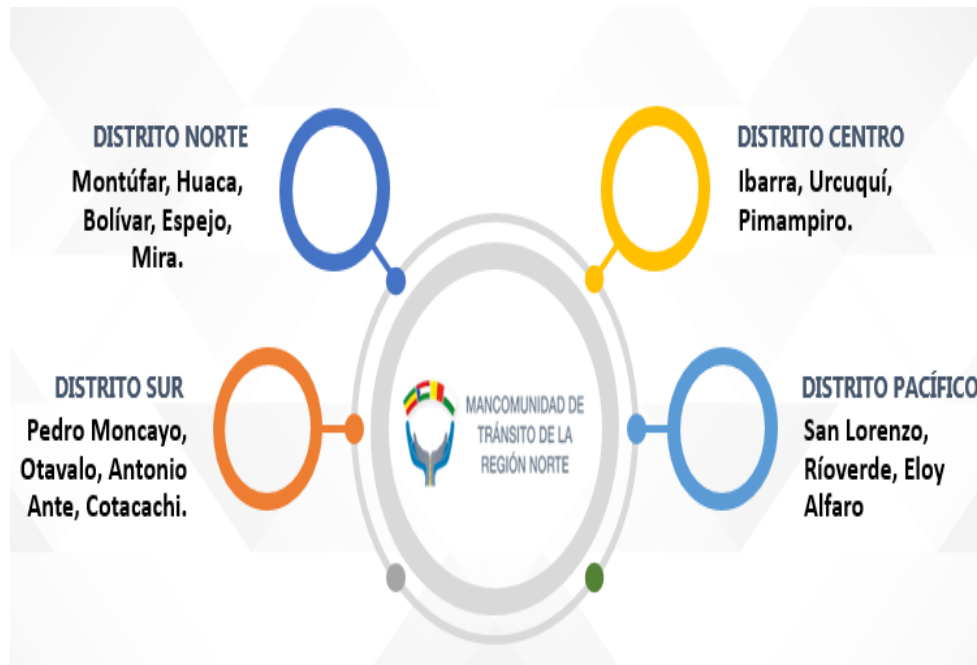 DISTRITO NORTE
Montúfar, Huaca,
Bolívar, Espejo,
Mira.
DISTRITO CENTRO
Ibarra, Urcuquí,
Pimampiro.
DISTRITO SUR
Pedro Moncayo,
Otavalo, Antonio
Ante, Cotacachi.
MANCOMUNIDAD DE
TRÁNSITO DE LA
REGIÓN NORTE
DISTRITO PACÍFICO
San Lorenzo,
Ríoverde, Eloy
Alfaro